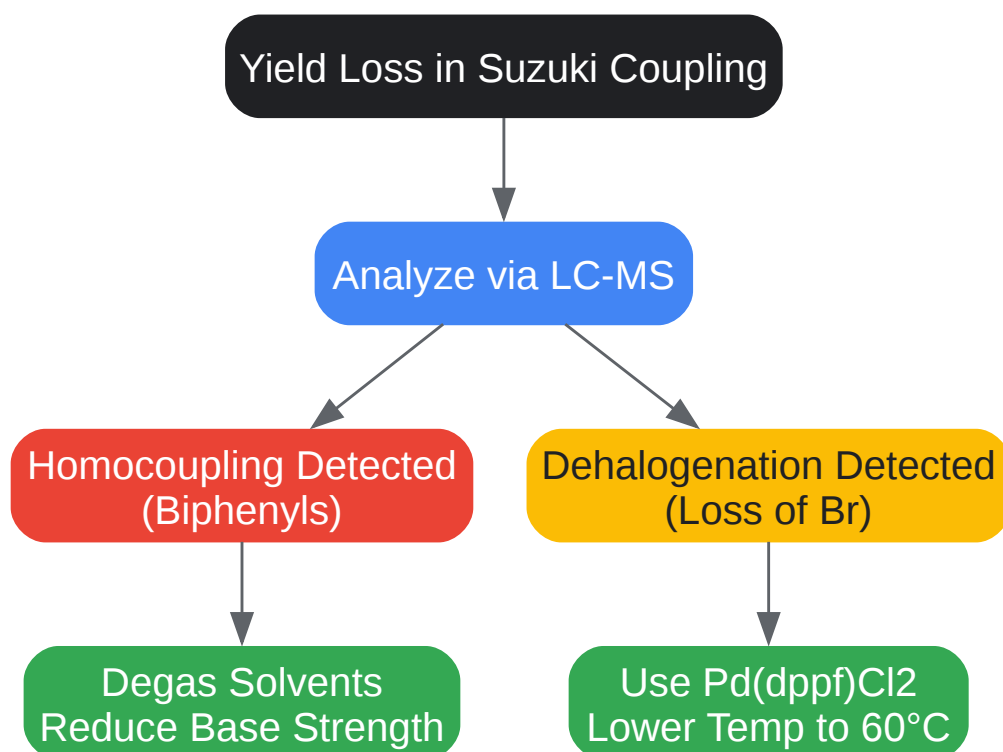 Yield Loss in Suzuki Coupling
Analyze via LC-MS
Homocoupling Detected
(Biphenyls)
Dehalogenation Detected
(Loss of Br)
Degas Solvents
Reduce Base Strength
Use Pd(dppf)Cl2
Lower Temp to 60°C